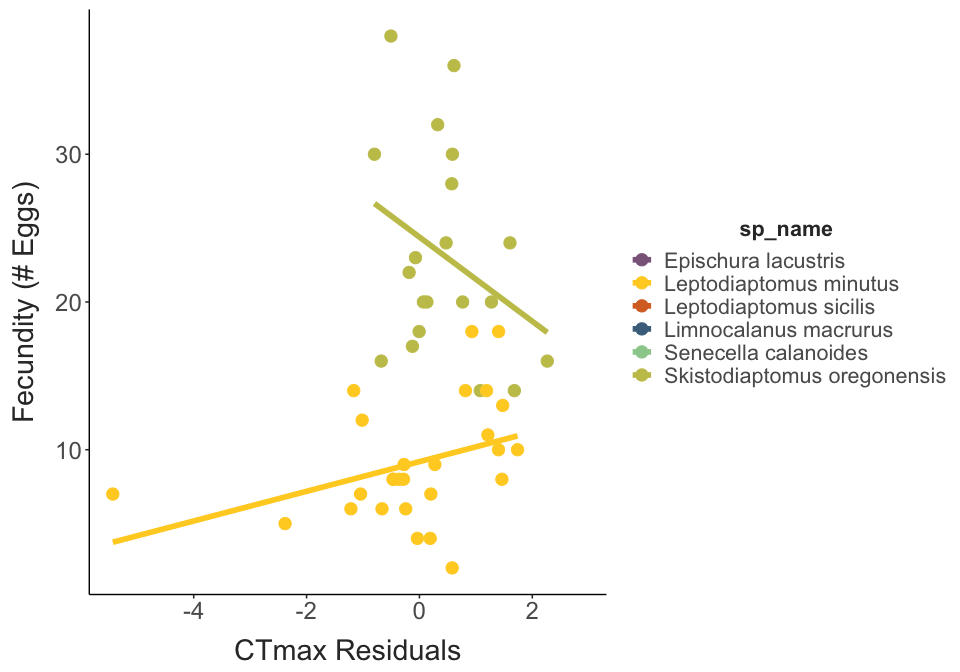 Fecundity (# Eggs)
30
20
10
-4
-2
0
2
CTmax Residuals
sp_name
Epischura lacustris
Leptodiaptomus minutus
Leptodiaptomus sicilis
Limnocalanus macrurus
Senecella calanoides
Skistodiaptomus oregonensis